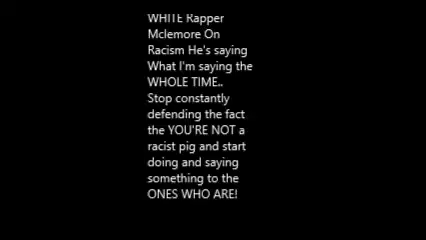 WHITE Rapper
Mclemore On
Racism He's saying
What I'm saying the
WHOLE TIME..
Stop constantly
defending the fact
the YOU'RE NOT a
racist pig and start
doing and saying
something to the
ONES WHO ARE!